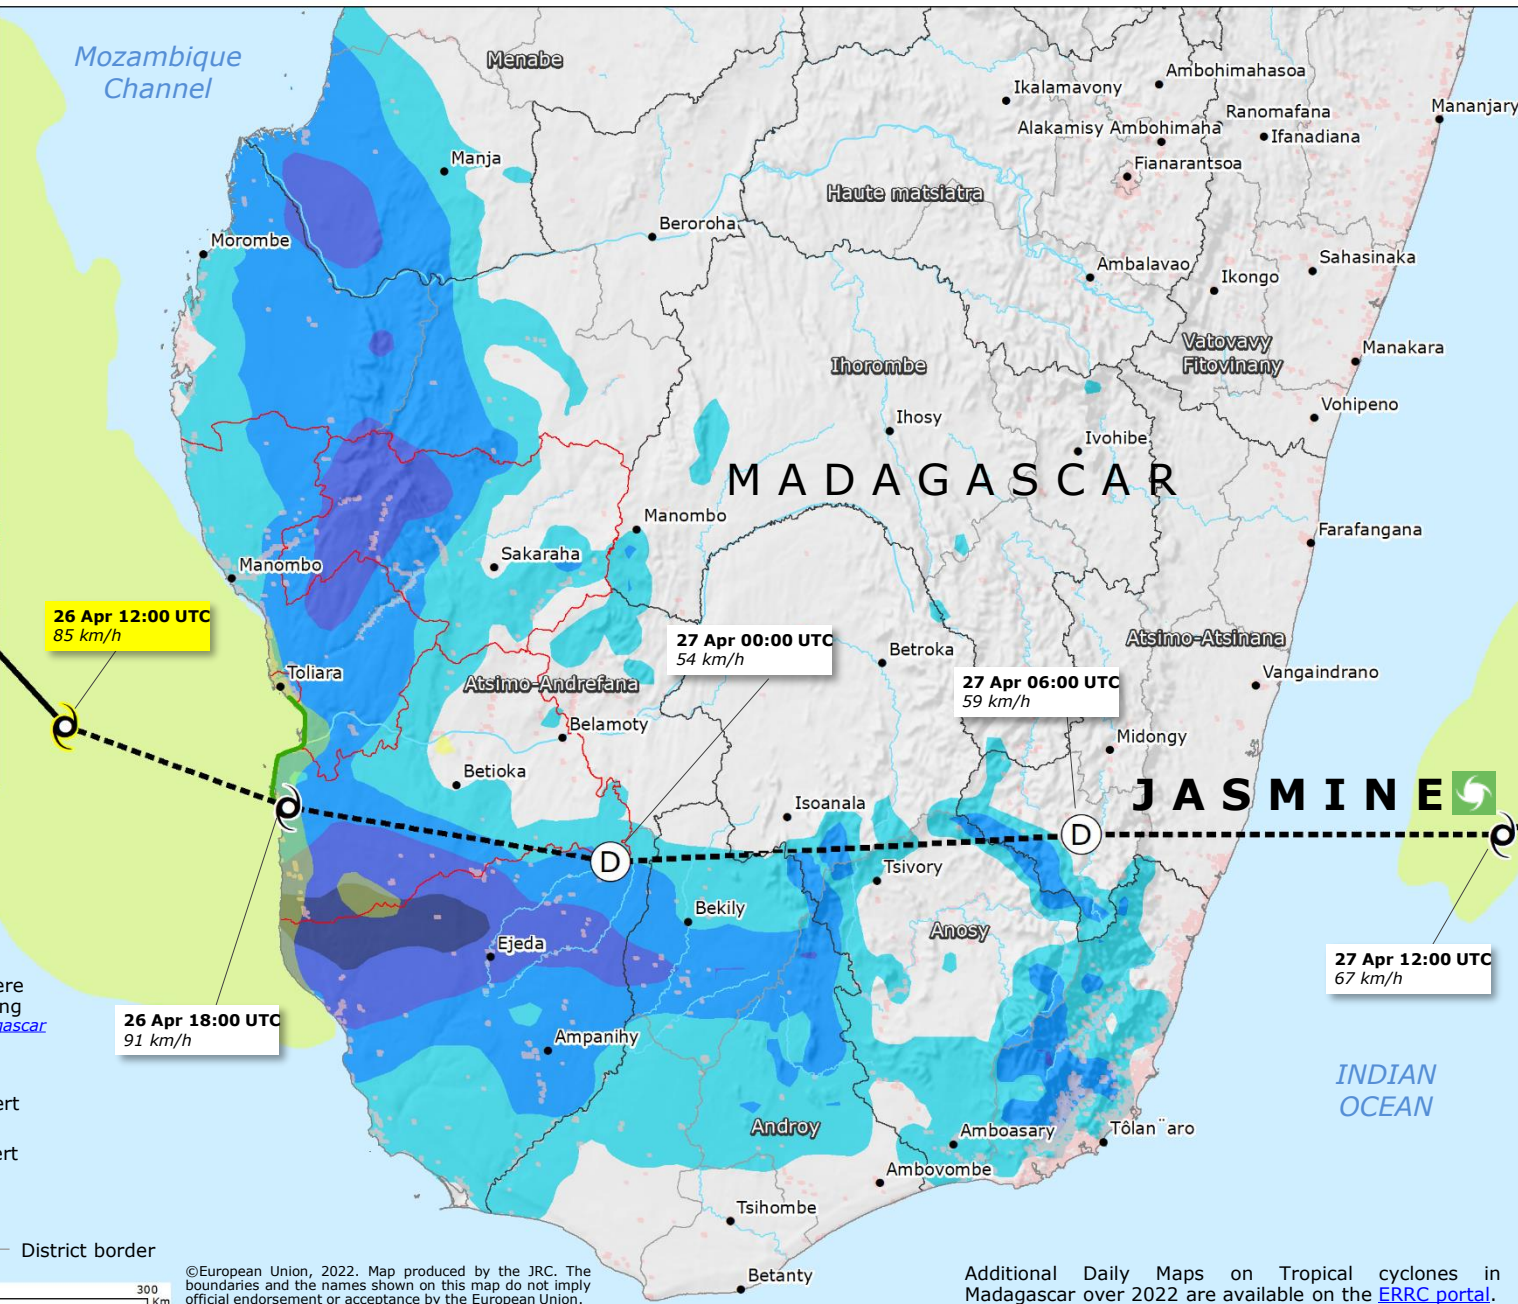 Mozambique
Channel
Menabe
Ikalamavony
Ambohimahasoa
Ranomafana
Mananjary
Alakamisy Ambohimaha
Ifanadiana
Manja
Fianarantsoa
Haute matsiatra
Beroroha
Morombe
Ambalavao
Sahasinaka
Ikongo
Vatovavy
Fitovinany
Manakara
Ihorombe
Vohipeno
Ihosy
Ivohibe
MADAGASCAR
Manombo
Farafangana
Sakaraha
Manombo
26 Apr 12:00 UTC
85 km/h
27 Apr 00:00 UTC
54 km/h
Atsimo-Atsinana
Betroka
Toliara
Atsimo-Andrefana
Vangaindrano
27 Apr 06:00 UTC
59 km/h
Belamoty
Midongy
Betioka
JASMINE
Isoanala
D
D
Tsivory
Bekily
Anosy
Ejeda
27 Apr 12:00 UTC
67 km/h
26 Apr 18:00 UTC
91 km/h
Ampanihy
INDIAN
OCEAN
Androy
Amboasary
Tôlan¨aro
Ambovombe
Tsihombe
Betanty
District border
300
Km
©European Union, 2022. Map produced by the JRC. The
boundaries and the names shown on this map do not imply
official endorsement or acceptance by the European Union.
Additional Daily Maps on Tropical cyclones in
Madagascar over 2022 are available on the ERRC portal.